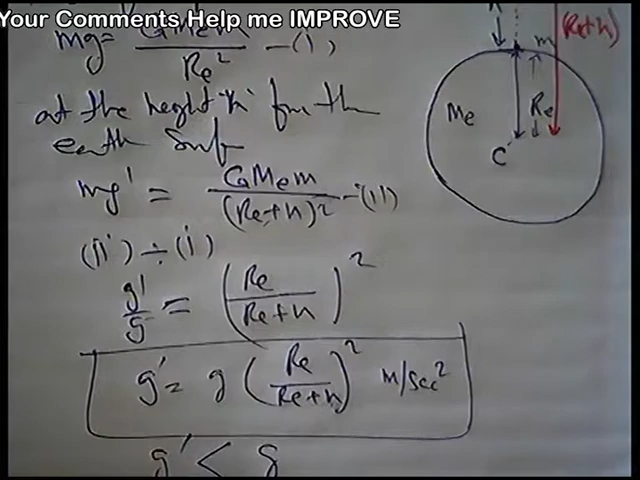 Your Comments Help me IMPROVE
mg = GMem / Re² - (i)
at the height 'h' from the
earth Surf
mg' = GMem / (Re+h)² - (ii)
(ii) ÷ (i)
g'/g = (Re / Re+h)²
g' = g (Re / Re+h)² m/sec²
g' < g
h
m
(Re+h)
Me
Re
C